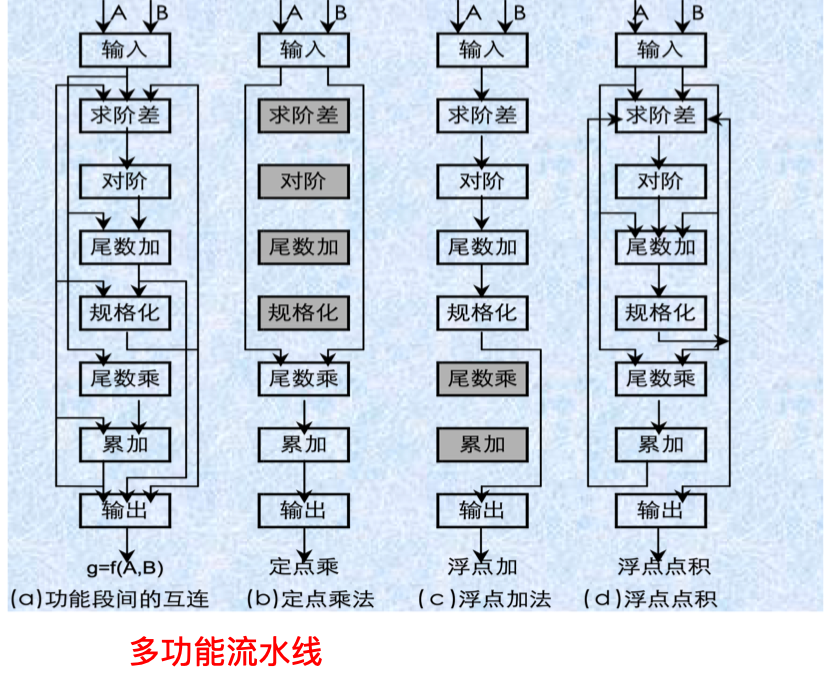 A B A B A B A B
输入 输入 输入 输入
求阶差 求阶差 求阶差 求阶差
对阶 对阶 对阶 对阶
尾数加 尾数加 尾数加 尾数加
规格化 规格化 规格化 规格化
尾数乘 尾数乘 尾数乘 尾数乘
累加 累加 累加 累加
输出 输出 输出 输出
g=f(A,B) 定点乘 浮点加 浮点点积
(a)功能段间的互连 (b)定点乘法 (c)浮点加法 (d)浮点点积
多功能流水线